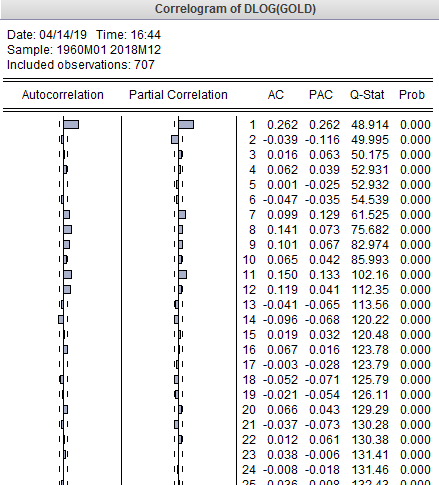 Correlogram of DLOG(GOLD)
Date: 04/14/19 Time: 16:44
Sample: 1960M01 2018M12
Included observations: 707
Autocorrelation Partial Correlation AC PAC Q-Stat Prob
1 0.262 0.262 48.914 0.000
2 -0.039 -0.116 49.995 0.000
3 0.016 0.063 50.175 0.000
4 0.062 0.039 52.931 0.000
5 0.001 -0.025 52.932 0.000
6 -0.047 -0.035 54.539 0.000
7 0.099 0.129 61.525 0.000
8 0.141 0.073 75.682 0.000
9 0.101 0.067 82.974 0.000
10 0.065 0.042 85.993 0.000
11 0.150 0.133 102.16 0.000
12 0.119 0.041 112.35 0.000
13 -0.041 -0.065 113.56 0.000
14 -0.096 -0.068 120.22 0.000
15 0.019 0.032 120.48 0.000
16 0.067 0.016 123.78 0.000
17 -0.003 -0.028 123.79 0.000
18 -0.052 -0.071 125.79 0.000
19 -0.021 -0.054 126.11 0.000
20 0.066 0.043 129.29 0.000
21 -0.037 -0.073 130.28 0.000
22 0.012 0.061 130.38 0.000
23 0.038 -0.006 131.41 0.000
24 -0.008 -0.018 131.46 0.000
25 0.036 0.008 132.43 0.000